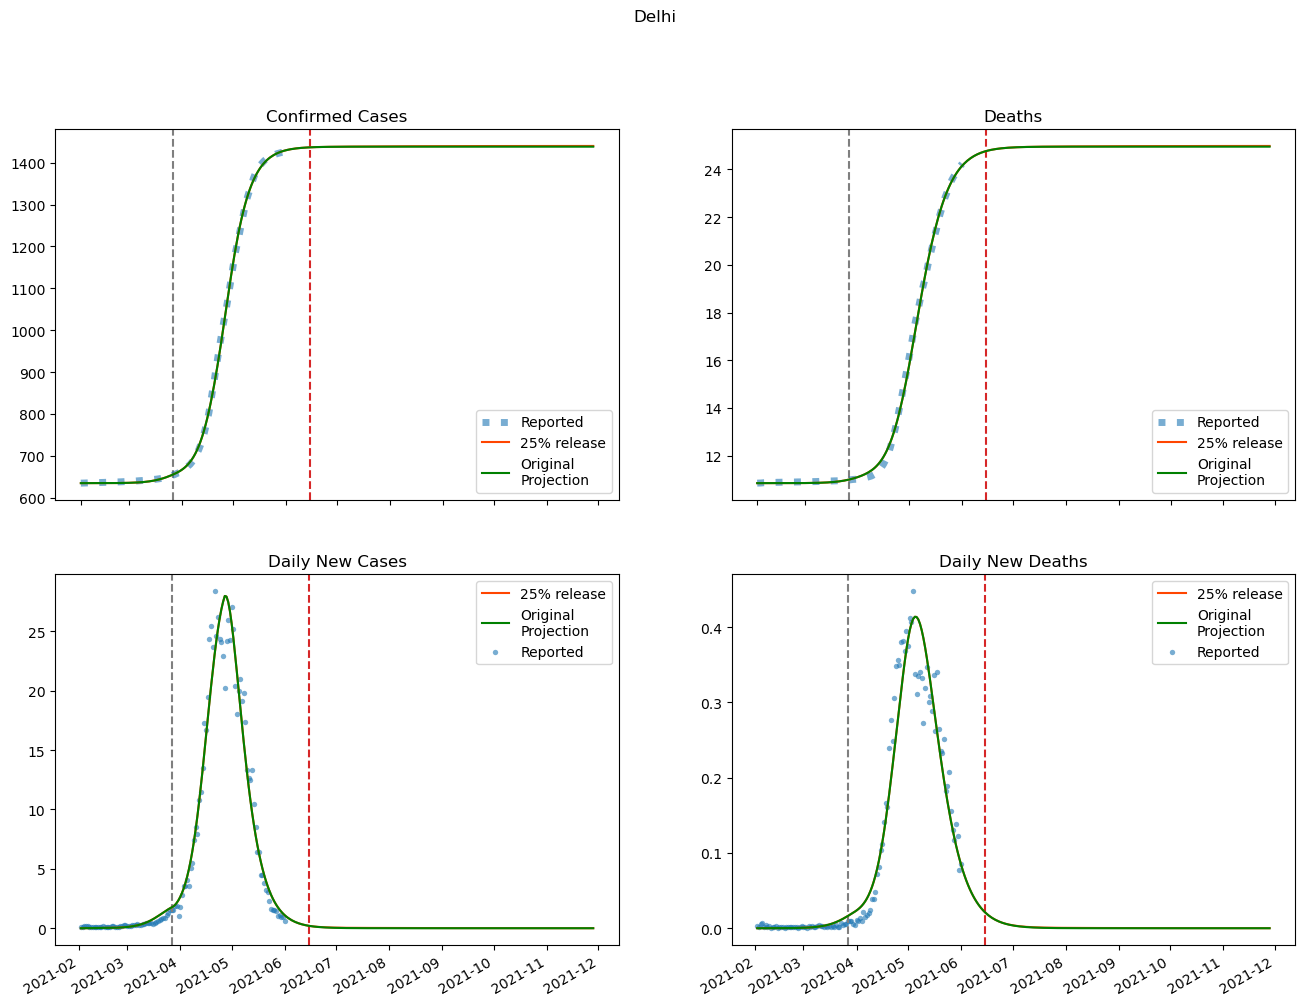 Delhi
Confirmed Cases
1400
1300
1200
1100
1000
900
800
700
600
Reported
25% release
Original
Projection
Deaths
24
22
20
18
16
14
12
Reported
25% release
Original
Projection
Daily New Cases
25
20
15
10
5
0
25% release
Original
Projection
Reported
2021-02
2021-03
2021-04
2021-05
2021-06
2021-07
2021-08
2021-09
2021-10
2021-11
2021-12
Daily New Deaths
0.4
0.3
0.2
0.1
0.0
25% release
Original
Projection
Reported
2021-02
2021-03
2021-04
2021-05
2021-06
2021-07
2021-08
2021-09
2021-10
2021-11
2021-12